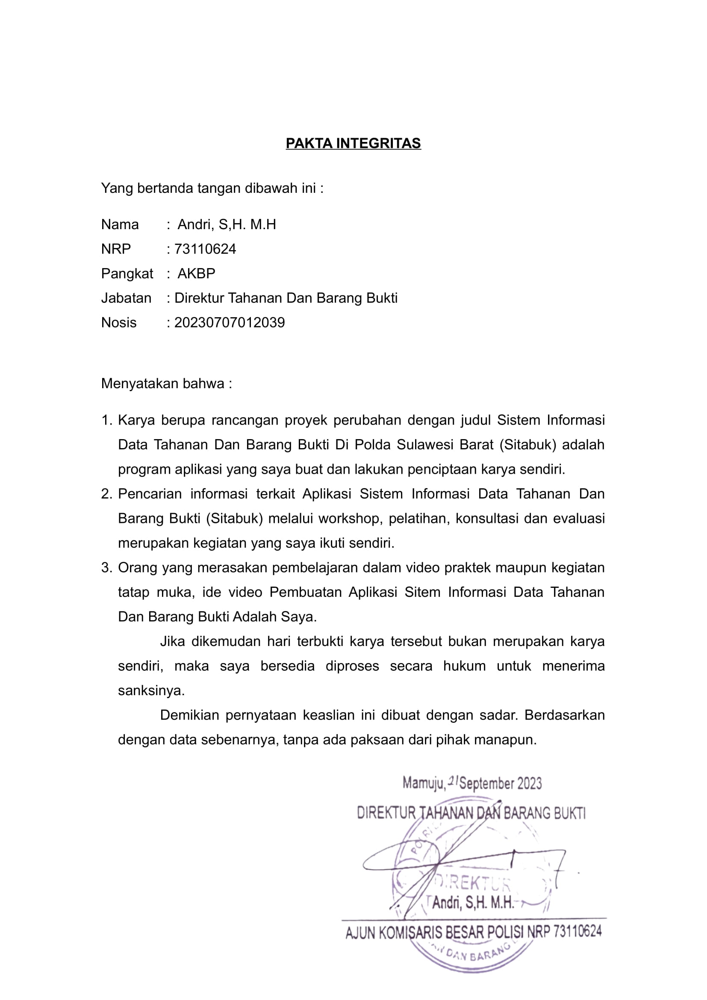 PAKTA INTEGRITAS
Yang bertanda tangan dibawah ini :
Nama : Andri, S,H. M.H
NRP : 73110624
Pangkat : AKBP
Jabatan : Direktur Tahanan Dan Barang Bukti
Nosis : 20230707012039
Menyatakan bahwa :
1. Karya berupa rancangan proyek perubahan dengan judul Sistem Informasi
Data Tahanan Dan Barang Bukti Di Polda Sulawesi Barat (Sitabuk) adalah
program aplikasi yang saya buat dan lakukan penciptaan karya sendiri.
2. Pencarian informasi terkait Aplikasi Sistem Informasi Data Tahanan Dan
Barang Bukti (Sitabuk) melalui workshop, pelatihan, konsultasi dan evaluasi
merupakan kegiatan yang saya ikuti sendiri.
3. Orang yang merasakan pembelajaran dalam video praktek maupun kegiatan
tatap muka, ide video Pembuatan Aplikasi Sitem Informasi Data Tahanan
Dan Barang Bukti Adalah Saya.
Jika dikemudan hari terbukti karya tersebut bukan merupakan karya
sendiri, maka saya bersedia diproses secara hukum untuk menerima
sanksinya.
Demikian pernyataan keaslian ini dibuat dengan sadar. Berdasarkan
dengan data sebenarnya, tanpa ada paksaan dari pihak manapun.
Mamuju, 21 September 2023
DIREKTUR TAHANAN DAN BARANG BUKTI
DIREKTUR
Andri, S,H. M.H.
AJUN KOMISARIS BESAR POLISI NRP 73110624
DAN BARANG